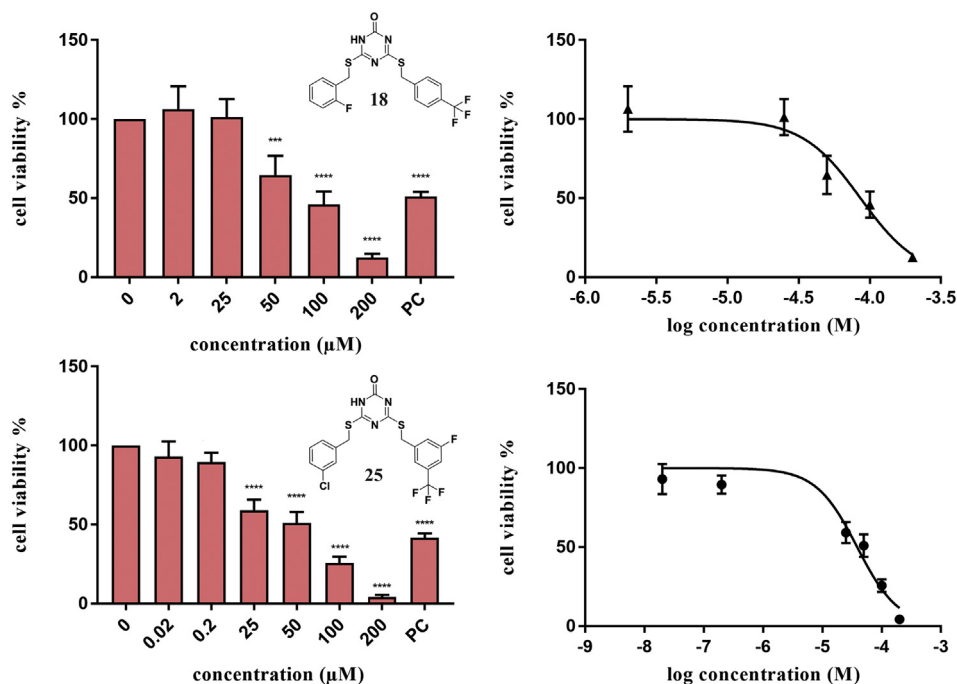 150
100
50
0
cell viability %
***
****
****
****
0
2
25
50
100
200
PC
concentration (µM)
O
HN
N
N
S
S
F
18
F
F
F
150
100
50
0
cell viability %
-6.0
-5.5
-5.0
-4.5
-4.0
-3.5
log concentration (M)
150
100
50
0
cell viability %
****
****
****
****
****
0
0.02
0.2
25
50
100
200
PC
concentration (µM)
O
HN
N
N
S
S
Cl
25
F
F
F
F
150
100
50
0
cell viability %
-9
-8
-7
-6
-5
-4
-3
log concentration (M)